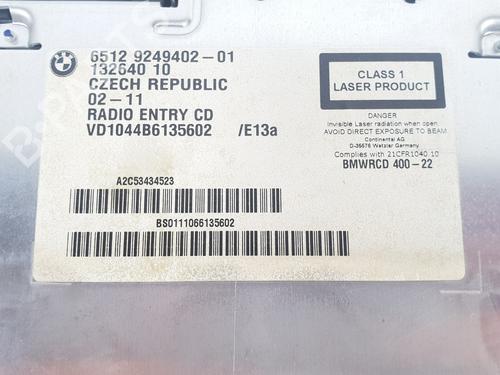 6512 9249402-01
132640 10
CZECH REPUBLIC
02-11
RADIO ENTRY CD
VD1044B6135602 /E13a
A2C53434523
BS0111066135602
CLASS 1
LASER PRODUCT
DANGER
Invisible Laser radiation when open.
AVOID DIRECT EXPOSURE TO BEAM
Continental AG
D-35576 Wetzlar Germany
Complies with 21CFR1040.10
BMWRCD 400-22